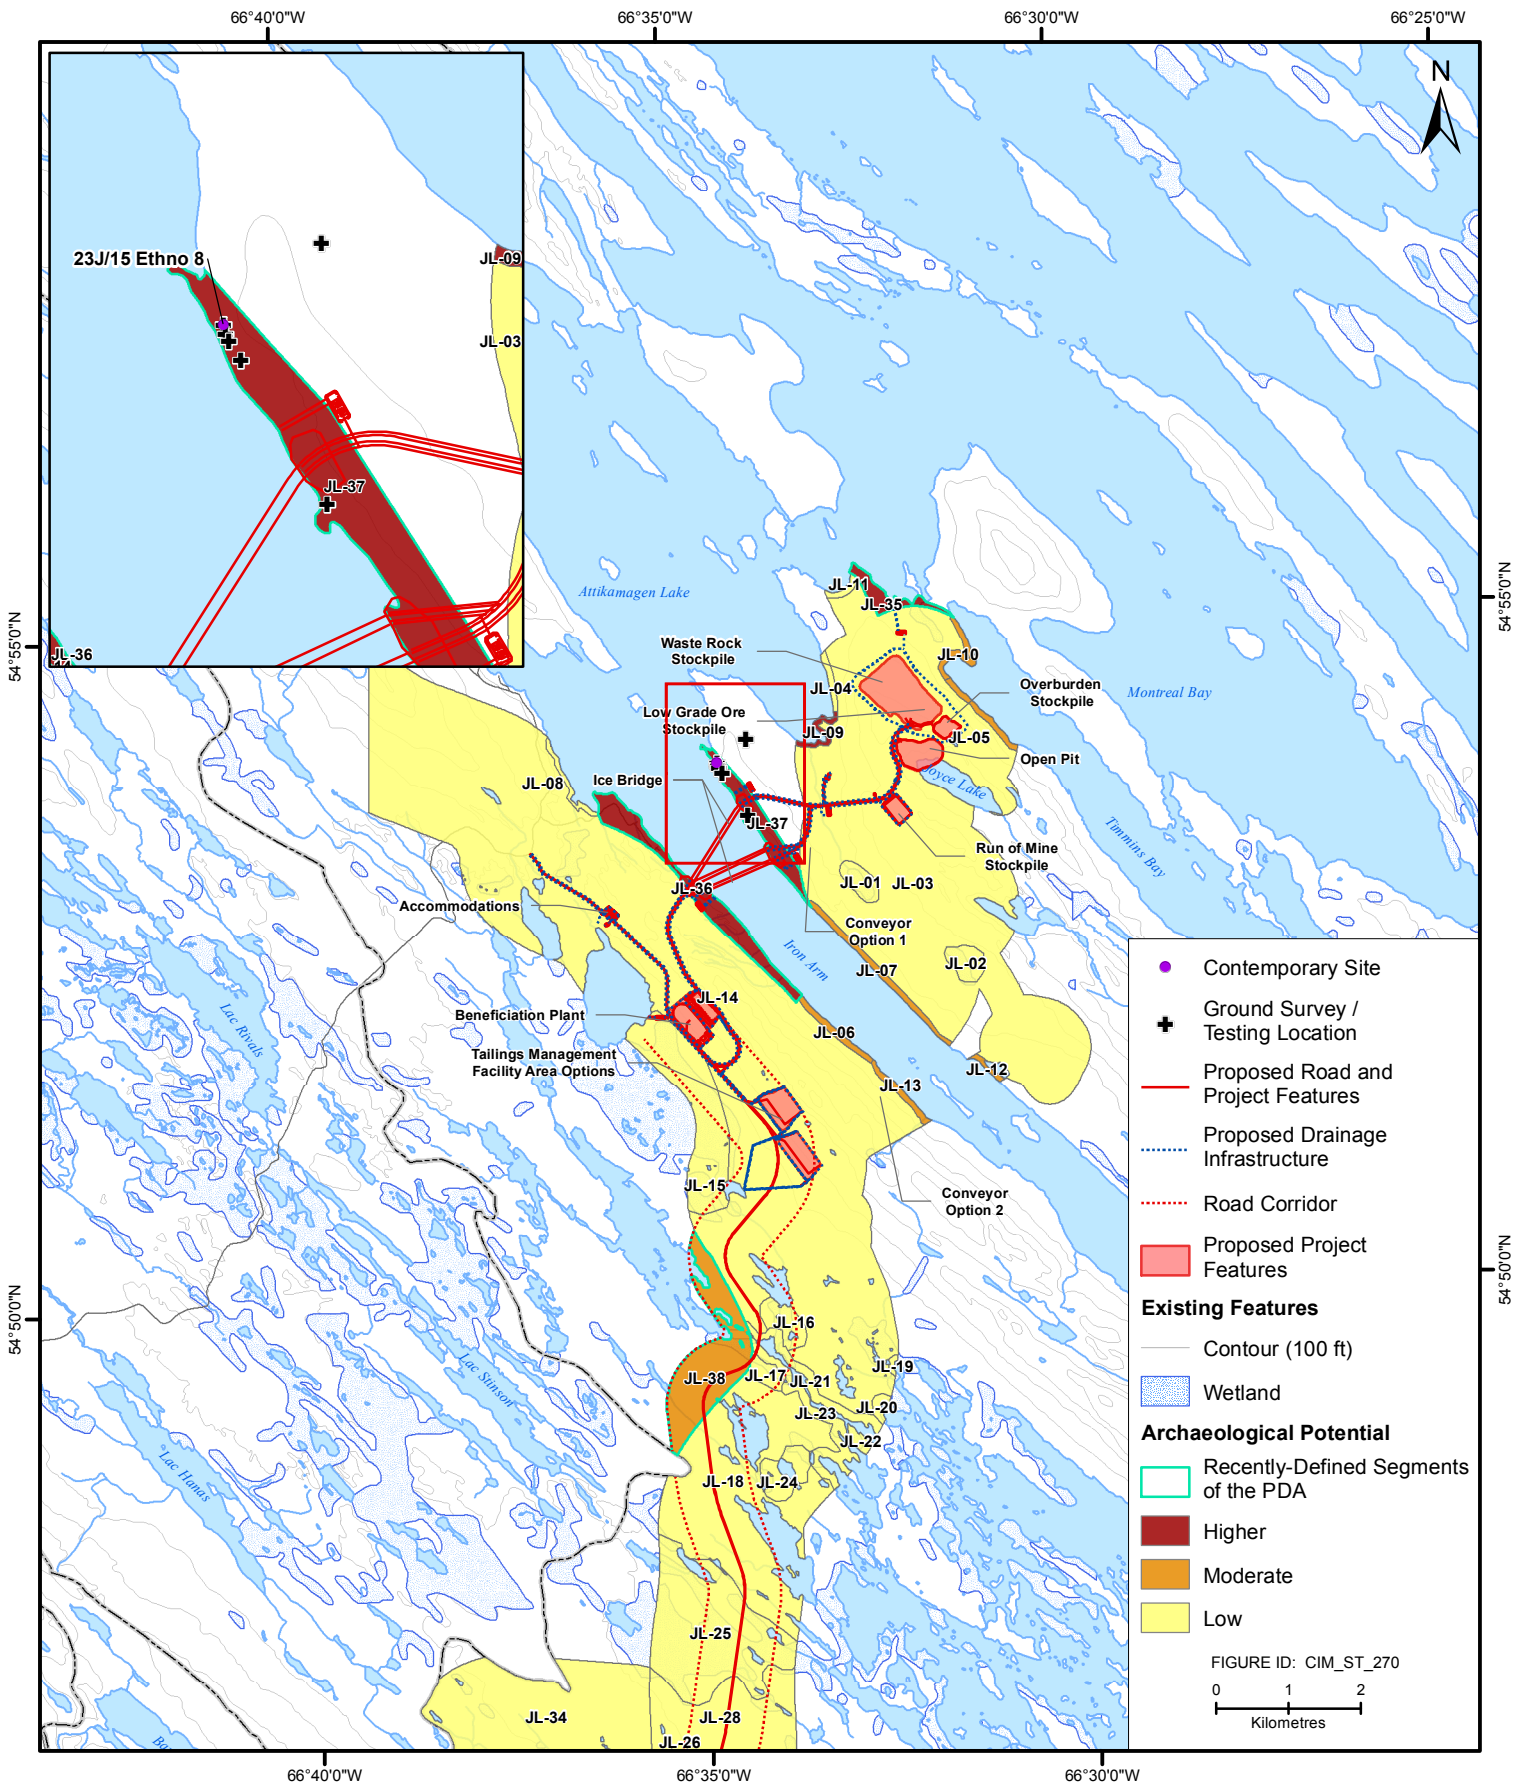 66°40'0"W
66°35'0"W
66°30'0"W
66°25'0"W
N
23J/15 Ethno 8
JL-09
JL-03
JL-37
JL-36
54°55'0"N
54°55'0"N
Attikamagen Lake
JL-11
JL-35
Waste Rock
Stockpile
JL-10
JL-04
Overburden
Stockpile
Montreal Bay
Low Grade Ore
Stockpile
JL-09
JL-05
Open Pit
Joyce Lake
JL-08
Ice Bridge
JL-37
Run of Mine
Stockpile
Timmins Bay
JL-36
JL-01
JL-03
Accommodations
Conveyor
Option 1
Iron Arm
JL-07
JL-02
Lac Rivals
JL-14
Beneficiation Plant
JL-06
Tailings Management
Facility Area Options
JL-12
JL-13
JL-15
Conveyor
Option 2
54°50'0"N
54°50'0"N
JL-16
JL-19
Lac Stinson
JL-38
JL-17
JL-21
JL-20
JL-23
JL-22
Lac Hanas
JL-18
JL-24
JL-25
JL-34
JL-28
JL-26
Contemporary Site
Ground Survey /
Testing Location
Proposed Road and
Project Features
Proposed Drainage
Infrastructure
Road Corridor
Proposed Project
Features
Existing Features
Contour (100 ft)
Wetland
Archaeological Potential
Recently-Defined Segments
of the PDA
Higher
Moderate
Low
FIGURE ID: CIM_ST_270
0 1 2
Kilometres
66°40'0"W
66°35'0"W
66°30'0"W